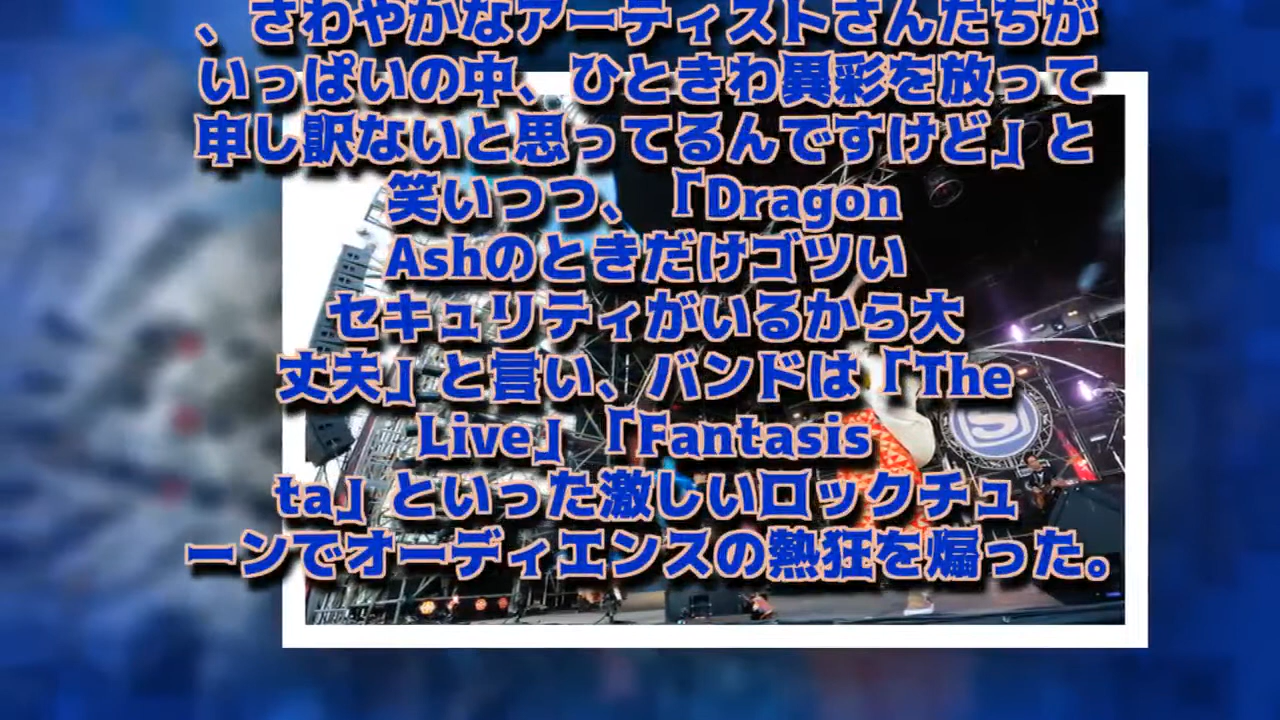 、さわやかなアーティストさんたちが
いっぱいの中、ひときわ異彩を放って
申し訳ないと思ってるんですけど」と
笑いつつ、「Dragon
Ashのときだけゴツい
セキュリティがいるから大
丈夫」と言い、バンドは「The
Live」「Fantasis
ta」といった激しいロックチュ
ーンでオーディエンスの熱狂を煽った。
S